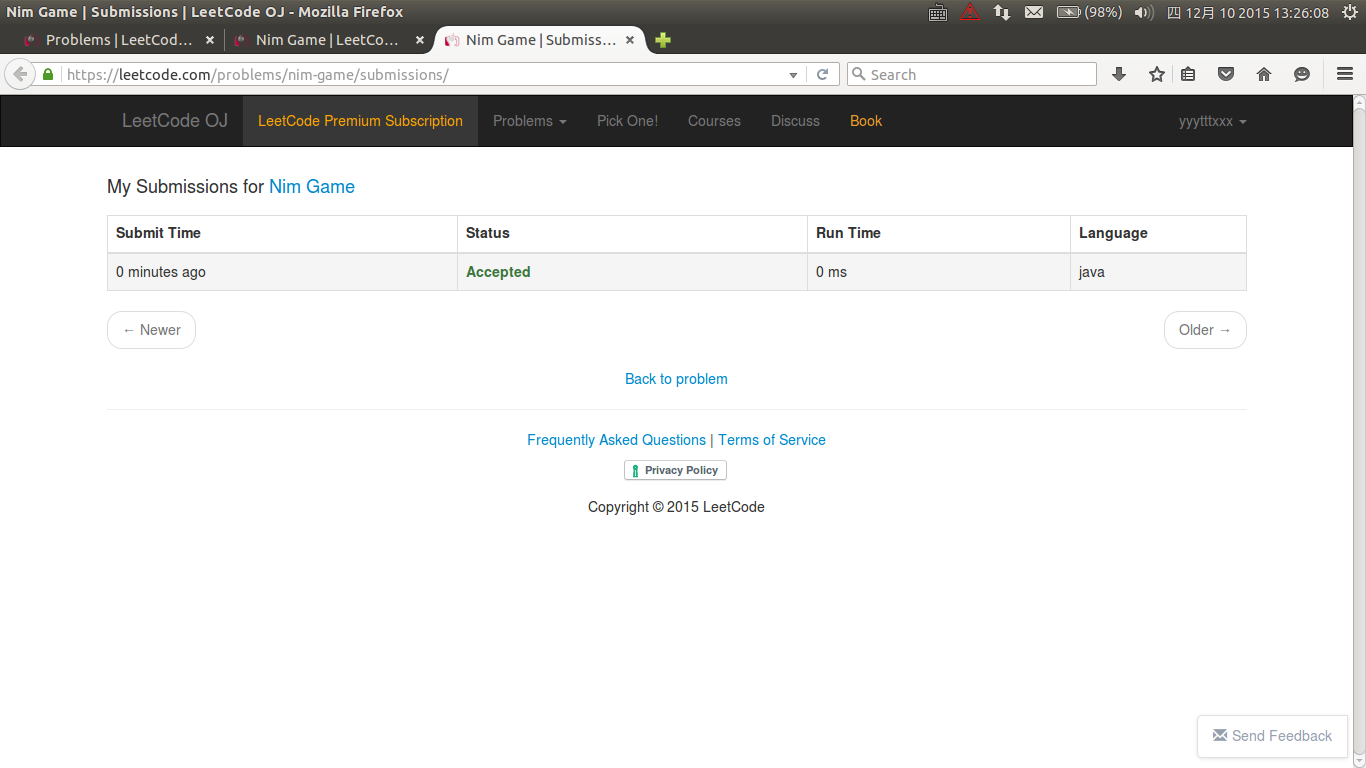 Nim Game | Submissions | LeetCode OJ - Mozilla Firefox
(98%)
四 12月 10 2015 13:26:08
Problems | LeetCod...
Nim Game | LeetCo...
Nim Game | Submiss...
https://leetcode.com/problems/nim-game/submissions/
Search
LeetCode OJ
LeetCode Premium Subscription
Problems
Pick One!
Courses
Discuss
Book
yyytttxxx
My Submissions for Nim Game
Submit Time Status Run Time Language
0 minutes ago Accepted 0 ms java
← Newer
Older →
Back to problem
Frequently Asked Questions | Terms of Service
Privacy Policy
Copyright © 2015 LeetCode
Send Feedback